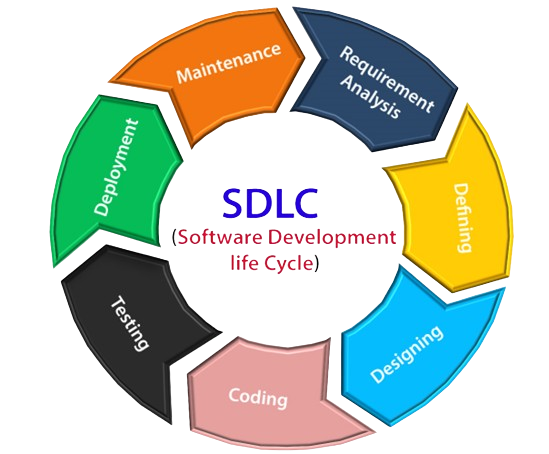 SDLC
(Software Development
life Cycle)
Requirement
Analysis
Defining
Designing
Coding
Testing
Deployment
Maintenance